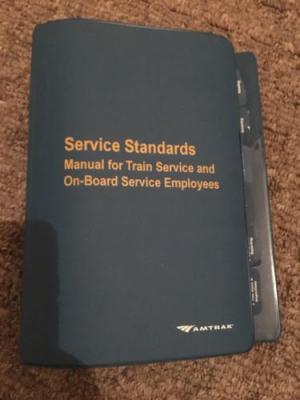 Service Standards
Manual for Train Service and
On-Board Service Employees
AMTRAK